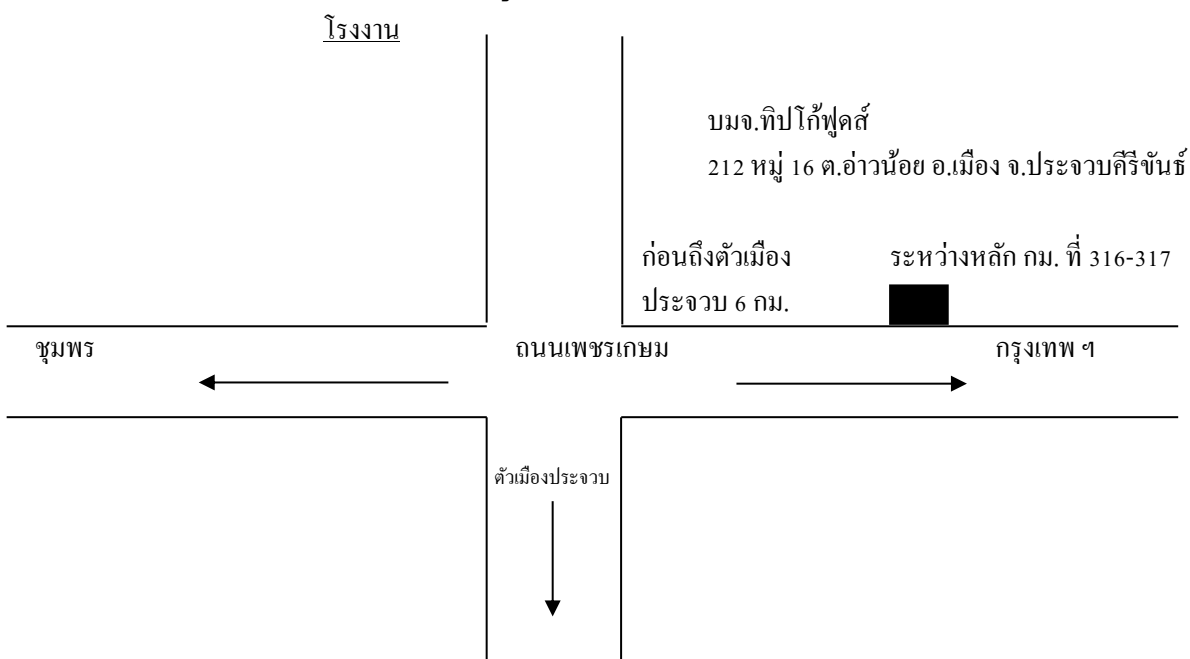 โรงงาน
บมจ.ทิปโก้ฟูดส์
212 หมู่ 16 ต.อ่าวน้อย อ.เมือง จ.ประจวบคีรีขันธ์
ก่อนถึงตัวเมือง
ประจวบ 6 กม.
ระหว่างหลัก กม. ที่ 316-317
ชุมพร
ถนนเพชรเกษม
กรุงเทพ ฯ
ตัวเมืองประจวบ